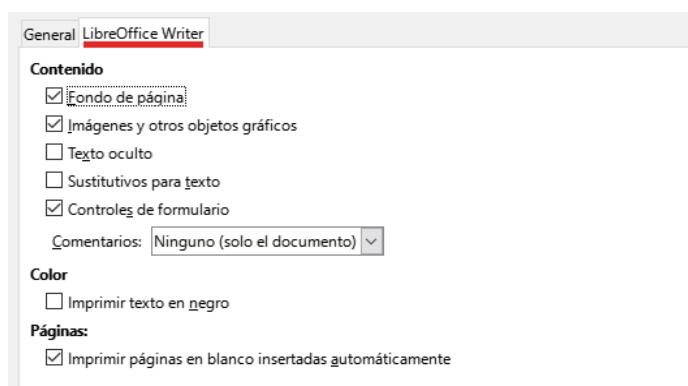 General LibreOffice Writer
Contenido
Fondo de página
Imágenes y otros objetos gráficos
Texto oculto
Sustitutivos para texto
Controles de formulario
Comentarios: Ninguno (solo el documento)
Color
Imprimir texto en negro
Páginas:
Imprimir páginas en blanco insertadas automáticamente